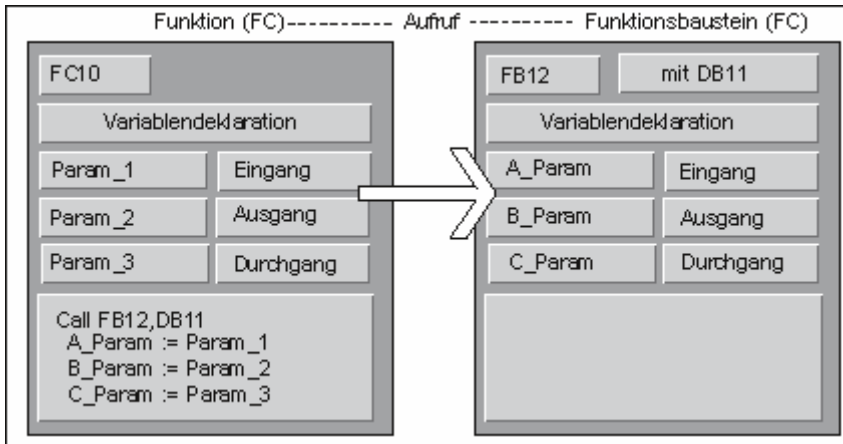 Funktion (FC)----------- Aufruf ----------- Funktionsbaustein (FC)
FC10
Variablendeklaration
Param_1 Eingang
Param_2 Ausgang
Param_3 Durchgang
Call FB12,DB11
A_Param := Param_1
B_Param := Param_2
C_Param := Param_3
FB12 mit DB11
Variablendeklaration
A_Param Eingang
B_Param Ausgang
C_Param Durchgang